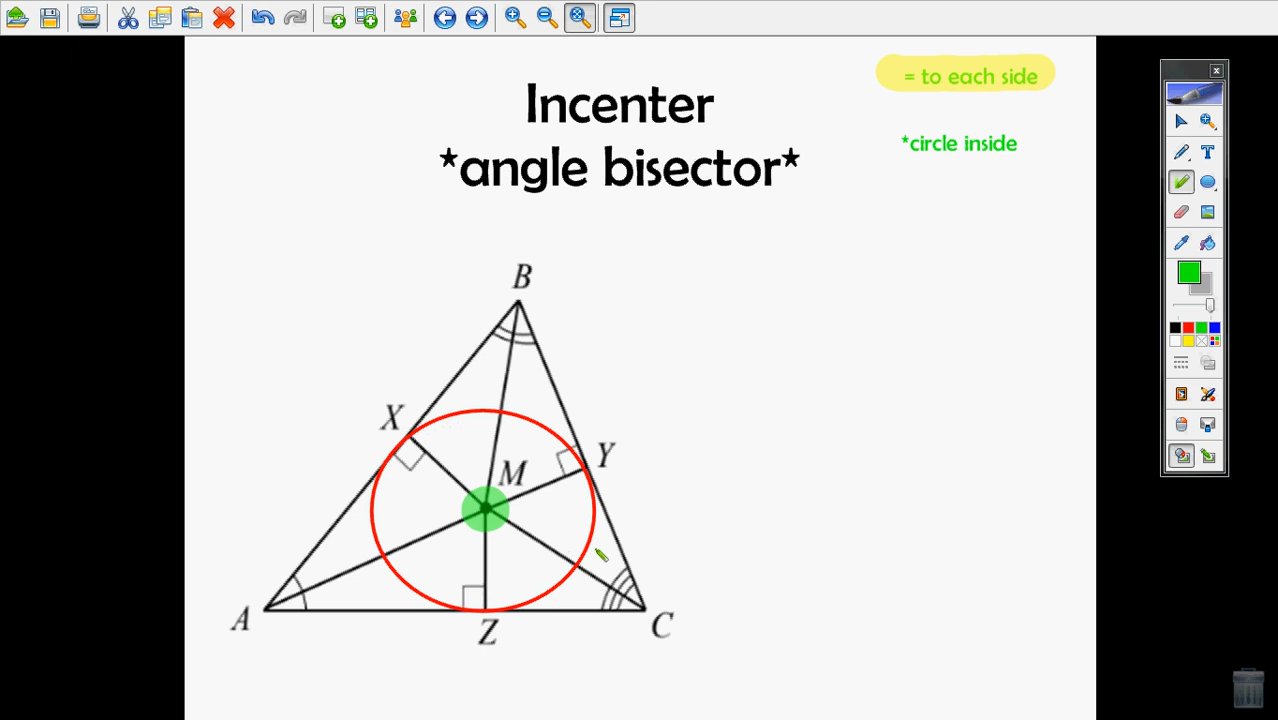 = to each side
Incenter
*circle inside
*angle bisector*
B
X
Y
M
A
C
Z